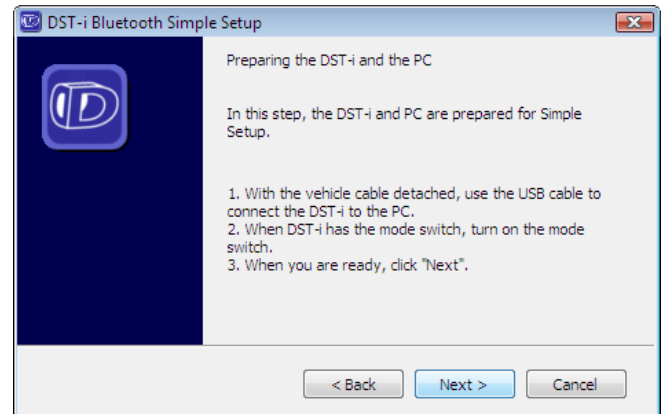 DST-i Bluetooth Simple Setup
Preparing the DST-i and the PC
In this step, the DST-i and PC are prepared for Simple
Setup.
1. With the vehicle cable detached, use the USB cable to
connect the DST-i to the PC.
2. When DST-i has the mode switch, turn on the mode
switch.
3. When you are ready, click "Next".
< Back
Next >
Cancel